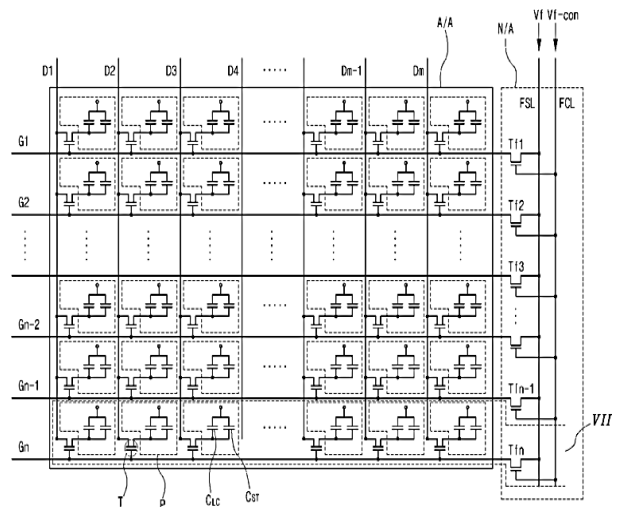 Vf Vf-con
A/A
N/A
D1 D2 D3 D4 Dm-1 Dm
FSL FCL
G1
Tf1
G2
Tf2
Tf3
Gn-2
Gn-1
Tfn-1
Gn
Tfn
VII
T P CLC CST